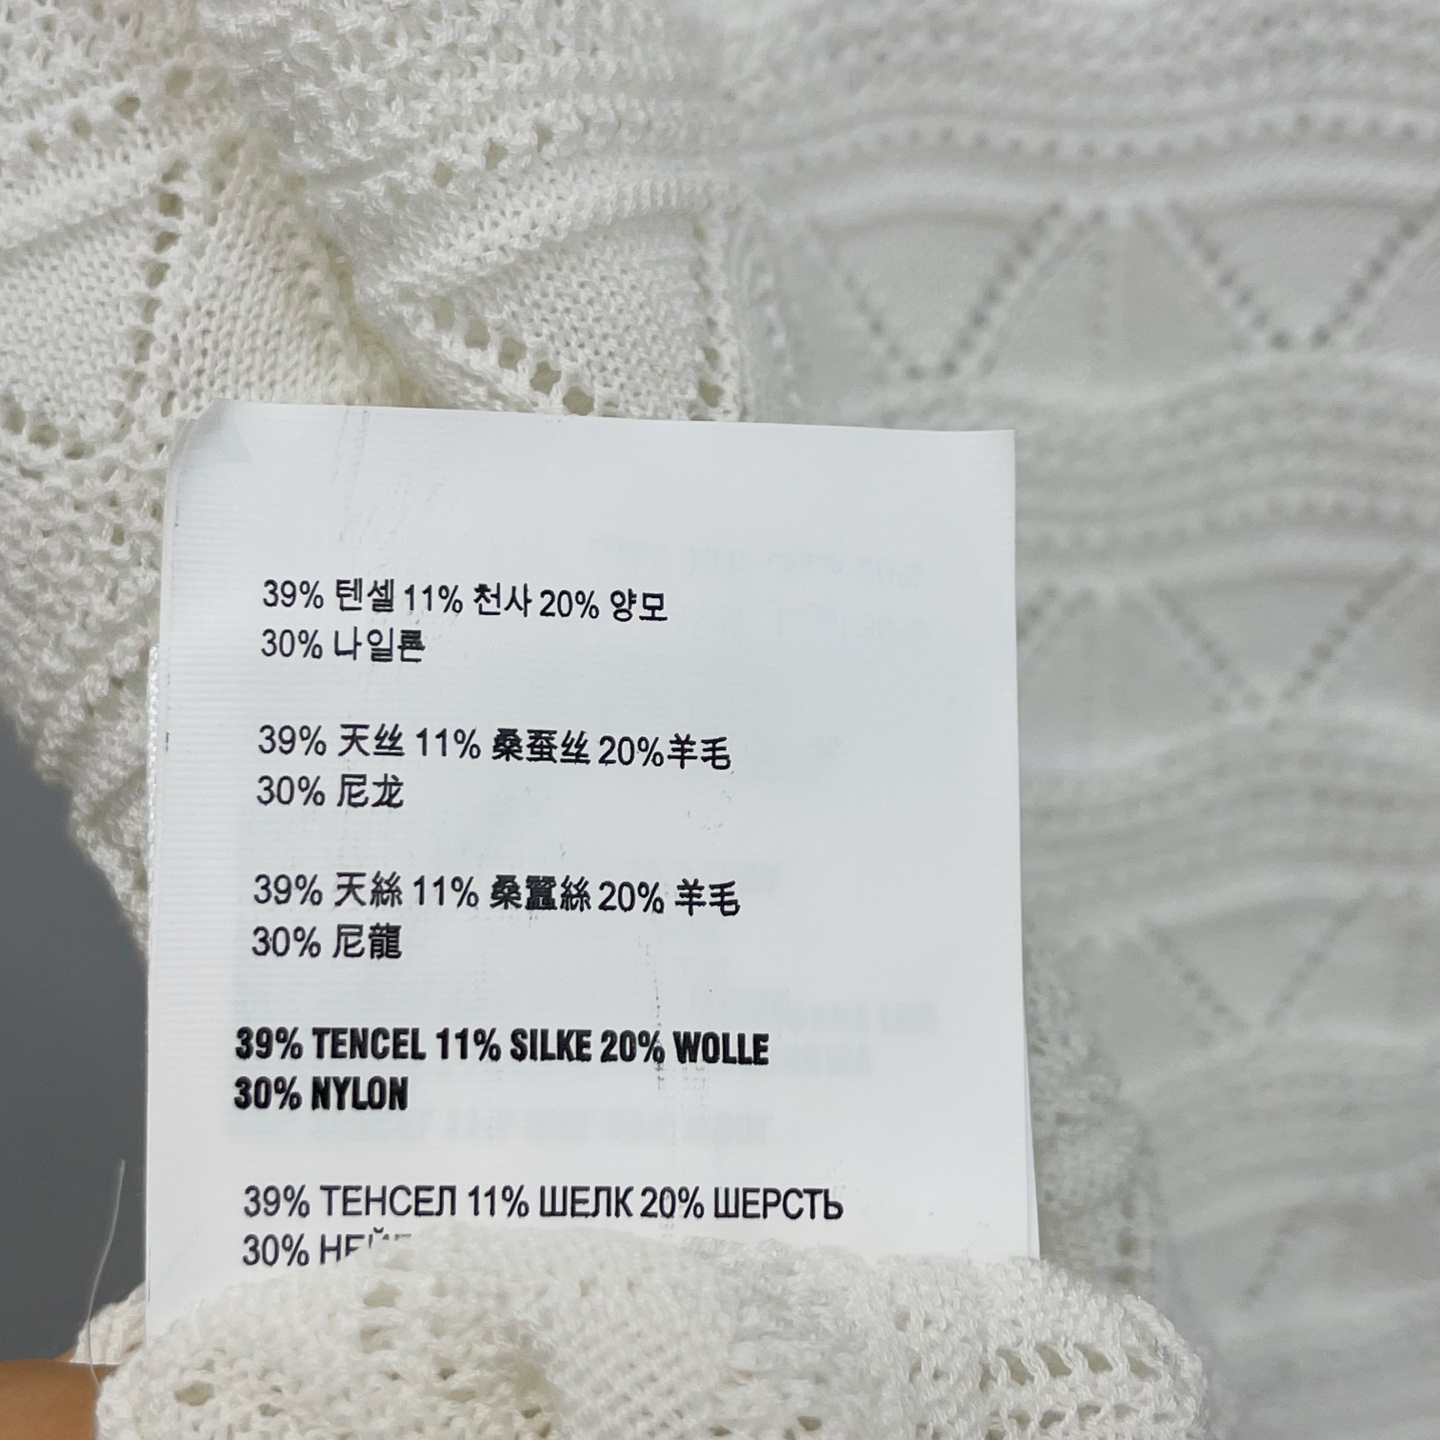 39% 텐셀 11% 천사 20% 양모
30% 나일론
39% 天丝 11% 桑蚕丝 20%羊毛
30% 尼龙
39% 天絲 11% 桑蠶絲 20% 羊毛
30% 尼龍
39% TENCEL 11% SILKE 20% WOLLE
30% NYLON
39% ТЕНСЕЛ 11% ШЕЛК 20% ШЕРСТЬ
30%